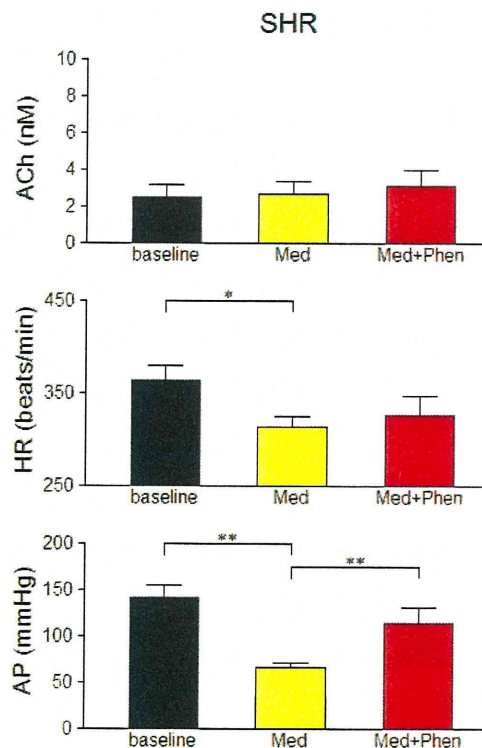 SHR
ACh (nM)
10
8
6
4
2
0
baseline Med Med+Phen
HR (beats/min)
450
350
250
*
baseline Med Med+Phen
AP (mmHg)
200
150
100
50
0
** **
baseline Med Med+Phen